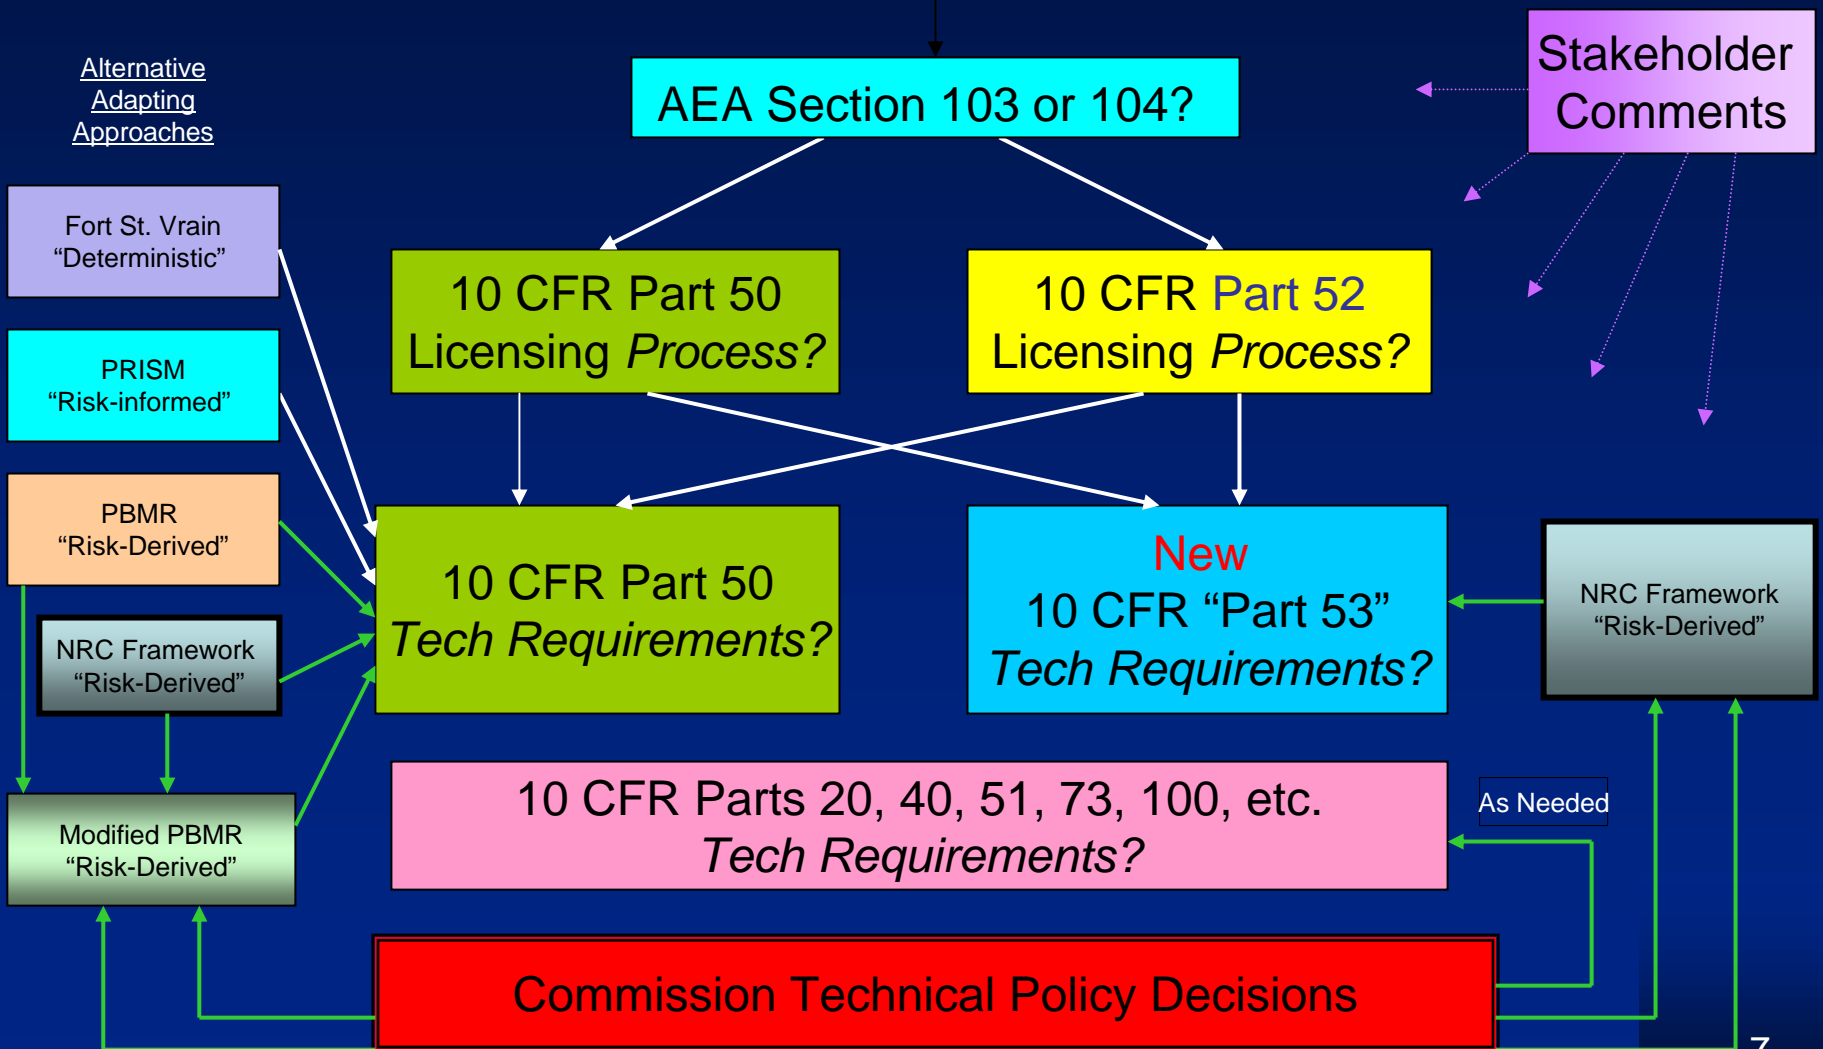 Alternative
Adapting
Approaches
AEA Section 103 or 104?
Stakeholder
Comments
Fort St. Vrain
“Deterministic”
10 CFR Part 50
Licensing Process?
10 CFR Part 52
Licensing Process?
PRISM
“Risk-informed”
PBMR
“Risk-Derived”
10 CFR Part 50
Tech Requirements?
New
10 CFR “Part 53”
Tech Requirements?
NRC Framework
“Risk-Derived”
NRC Framework
“Risk-Derived”
10 CFR Parts 20, 40, 51, 73, 100, etc.
Tech Requirements?
As Needed
Modified PBMR
“Risk-Derived”
Commission Technical Policy Decisions